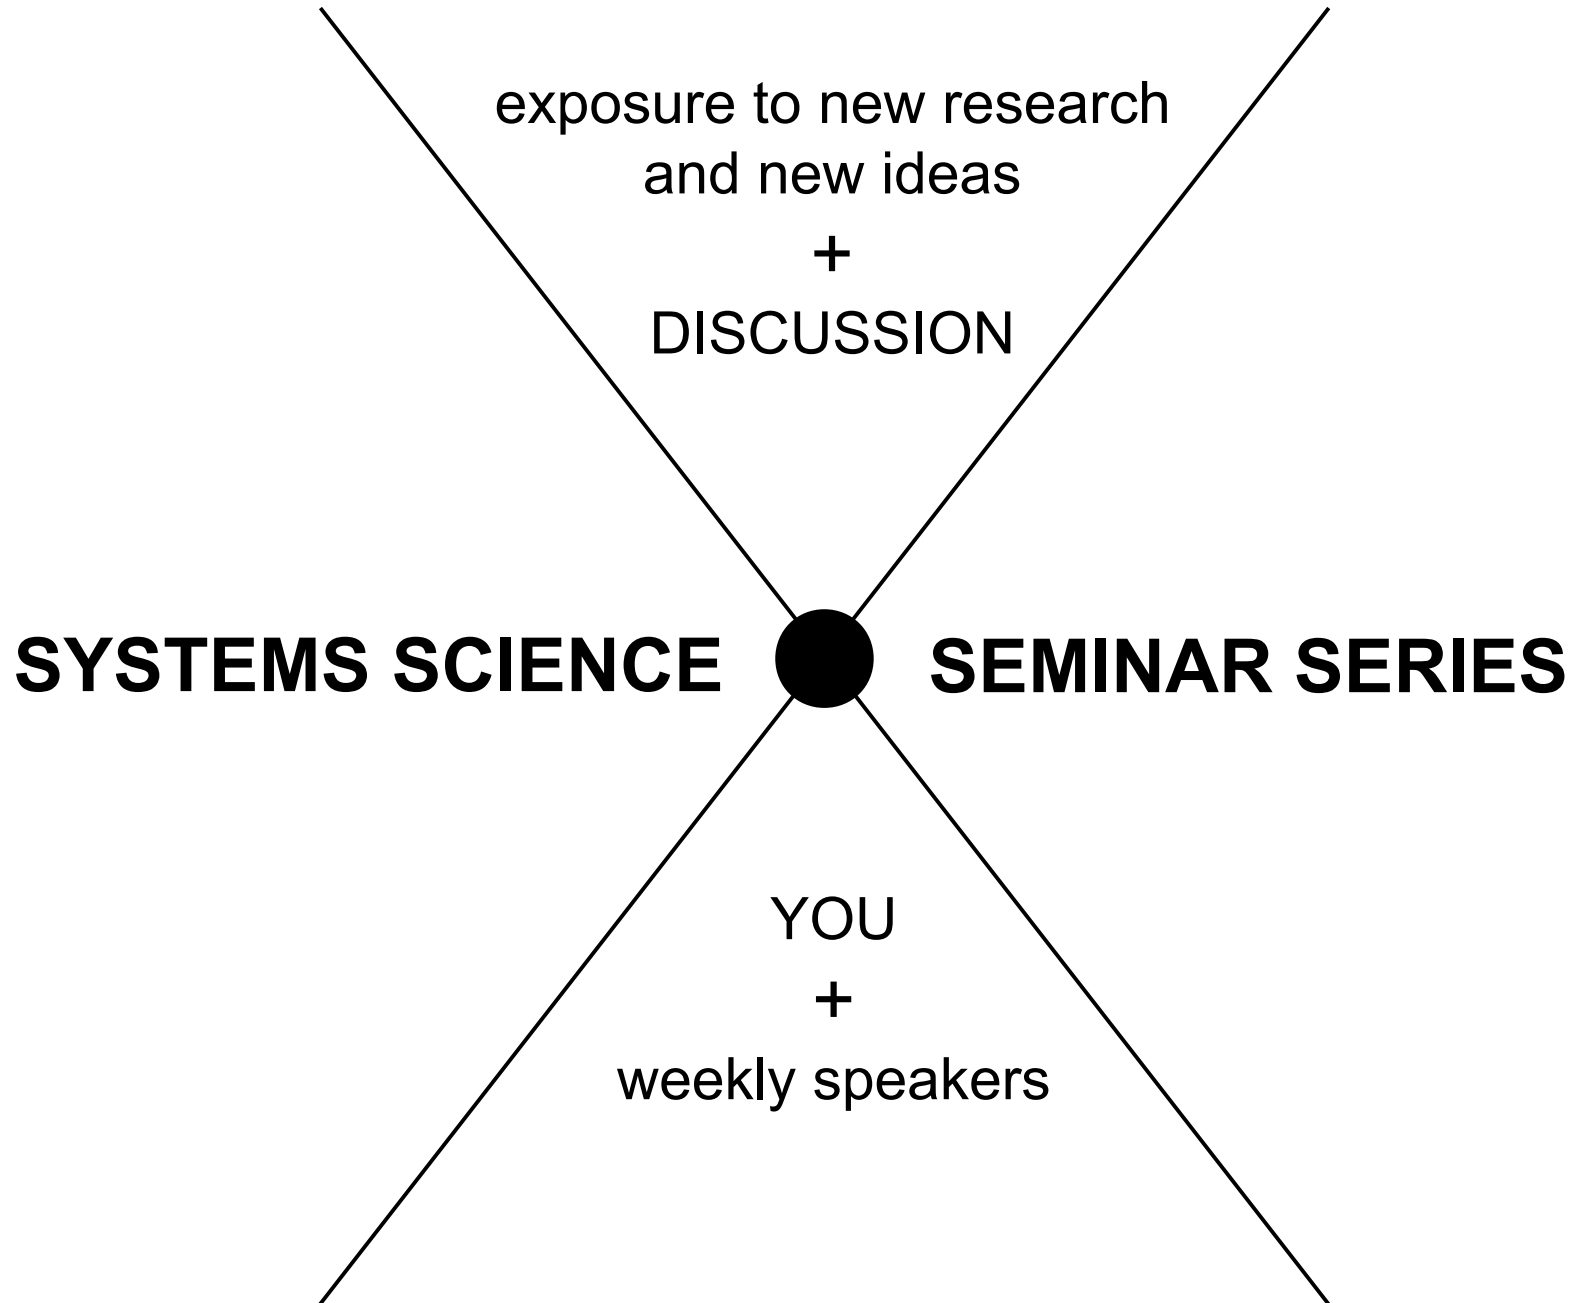 exposure to new research
and new ideas
+
DISCUSSION
SYSTEMS SCIENCE SEMINAR SERIES
YOU
+
weekly speakers